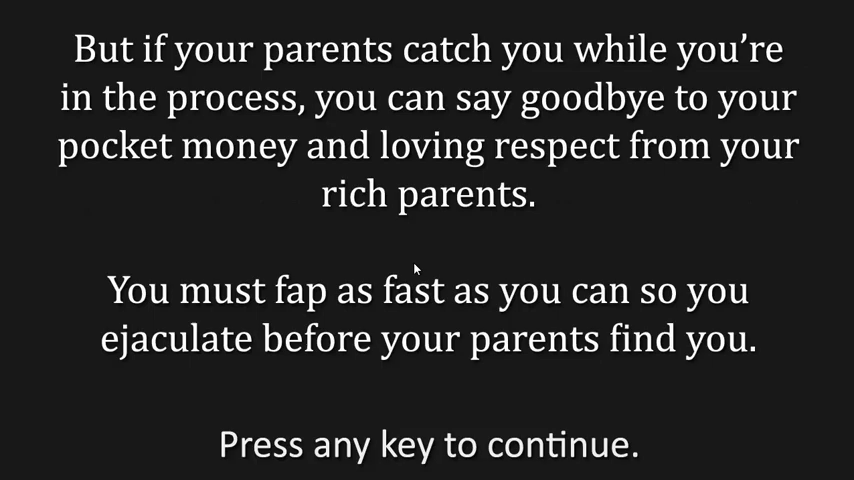 But if your parents catch you while you’re
in the process, you can say goodbye to your
pocket money and loving respect from your
rich parents.
You must fap as fast as you can so you
ejaculate before your parents find you.
Press any key to continue.